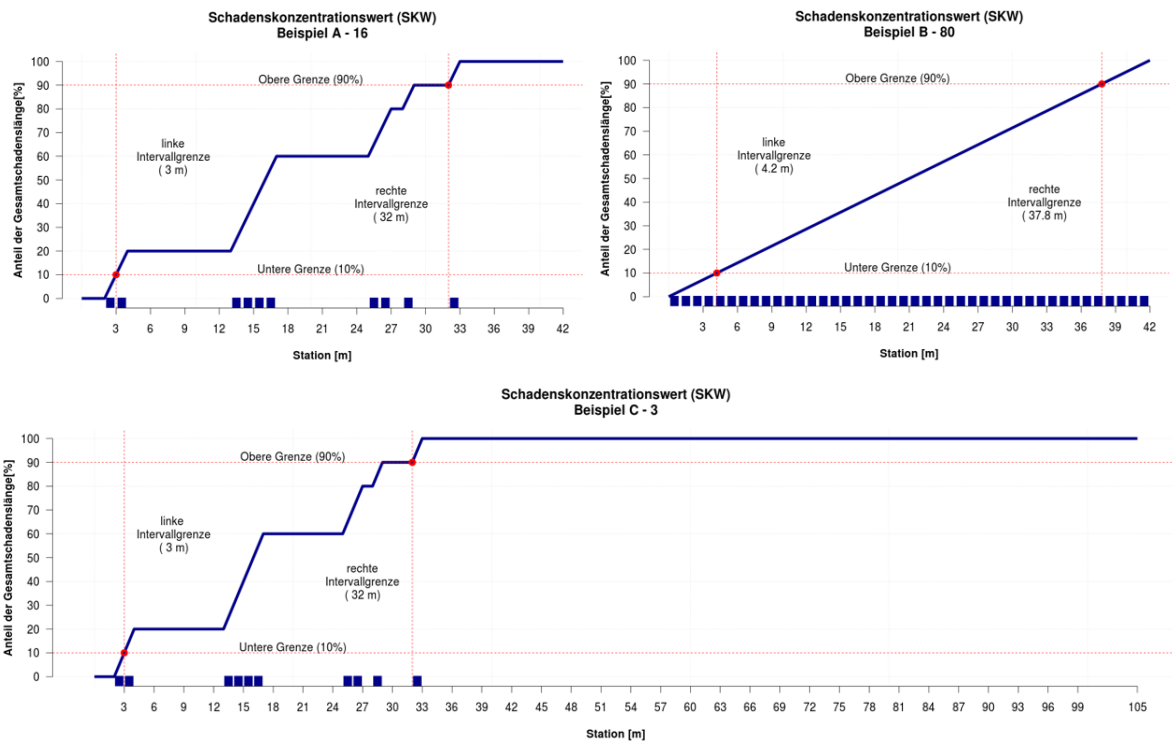 Schadenskonzentrationswert (SKW)
Beispiel A - 16
Anteil der Gesamtschadenslänge[%]
100
90
80
70
60
50
40
30
20
10
0
Obere Grenze (90%)
linke
Intervallgrenze
( 3 m)
rechte
Intervallgrenze
( 32 m)
Untere Grenze (10%)
3 6 9 12 15 18 21 24 27 30 33 36 39 42
Station [m]
Schadenskonzentrationswert (SKW)
Beispiel B - 80
Anteil der Gesamtschadenslänge[%]
100
90
80
70
60
50
40
30
20
10
0
Obere Grenze (90%)
linke
Intervallgrenze
( 4.2 m)
rechte
Intervallgrenze
( 37.8 m)
Untere Grenze (10%)
3 6 9 12 15 18 21 24 27 30 33 36 39 42
Station [m]
Schadenskonzentrationswert (SKW)
Beispiel C - 3
Anteil der Gesamtschadenslänge[%]
100
90
80
70
60
50
40
30
20
10
0
Obere Grenze (90%)
linke
Intervallgrenze
( 3 m)
rechte
Intervallgrenze
( 32 m)
Untere Grenze (10%)
3 6 9 12 15 18 21 24 27 30 33 36 39 42 45 48 51 54 57 60 63 66 69 72 75 78 81 84 87 90 93 96 99 105
Station [m]